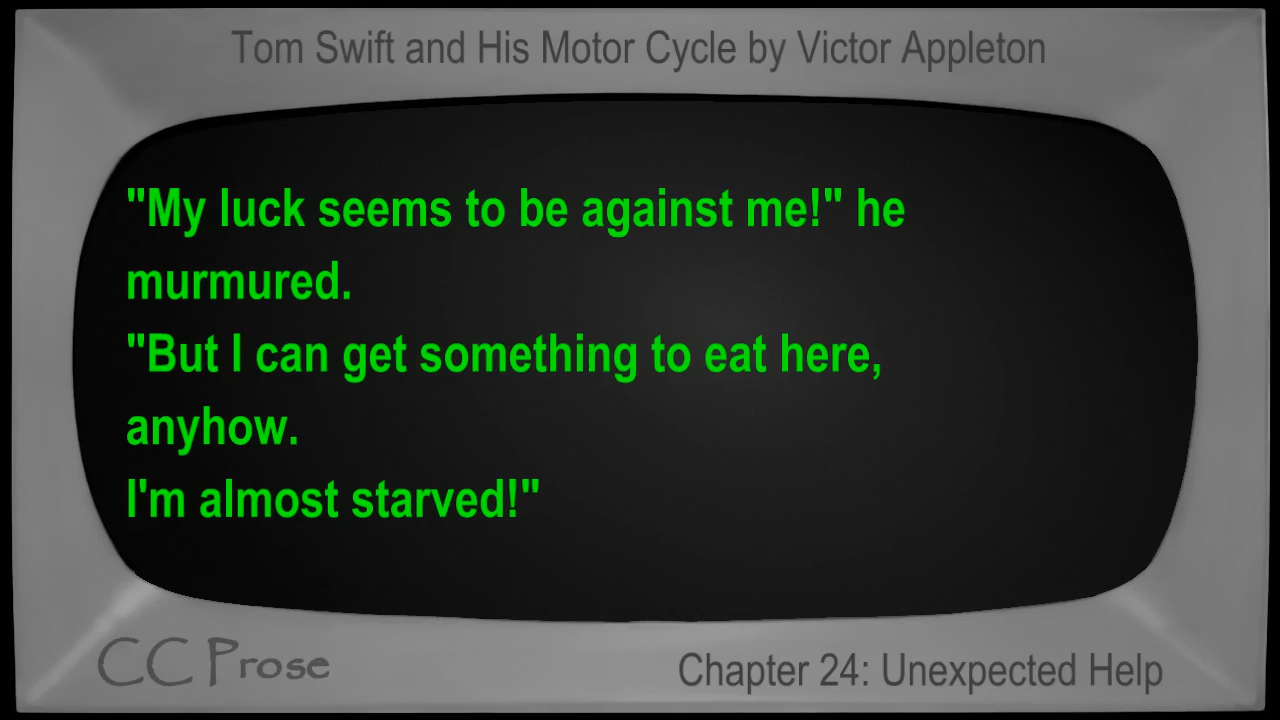 Tom Swift and His Motor Cycle by Victor Appleton
"My luck seems to be against me!" he
murmured.
"But I can get something to eat here,
anyhow.
I'm almost starved!"
CC Prose
Chapter 24: Unexpected Help